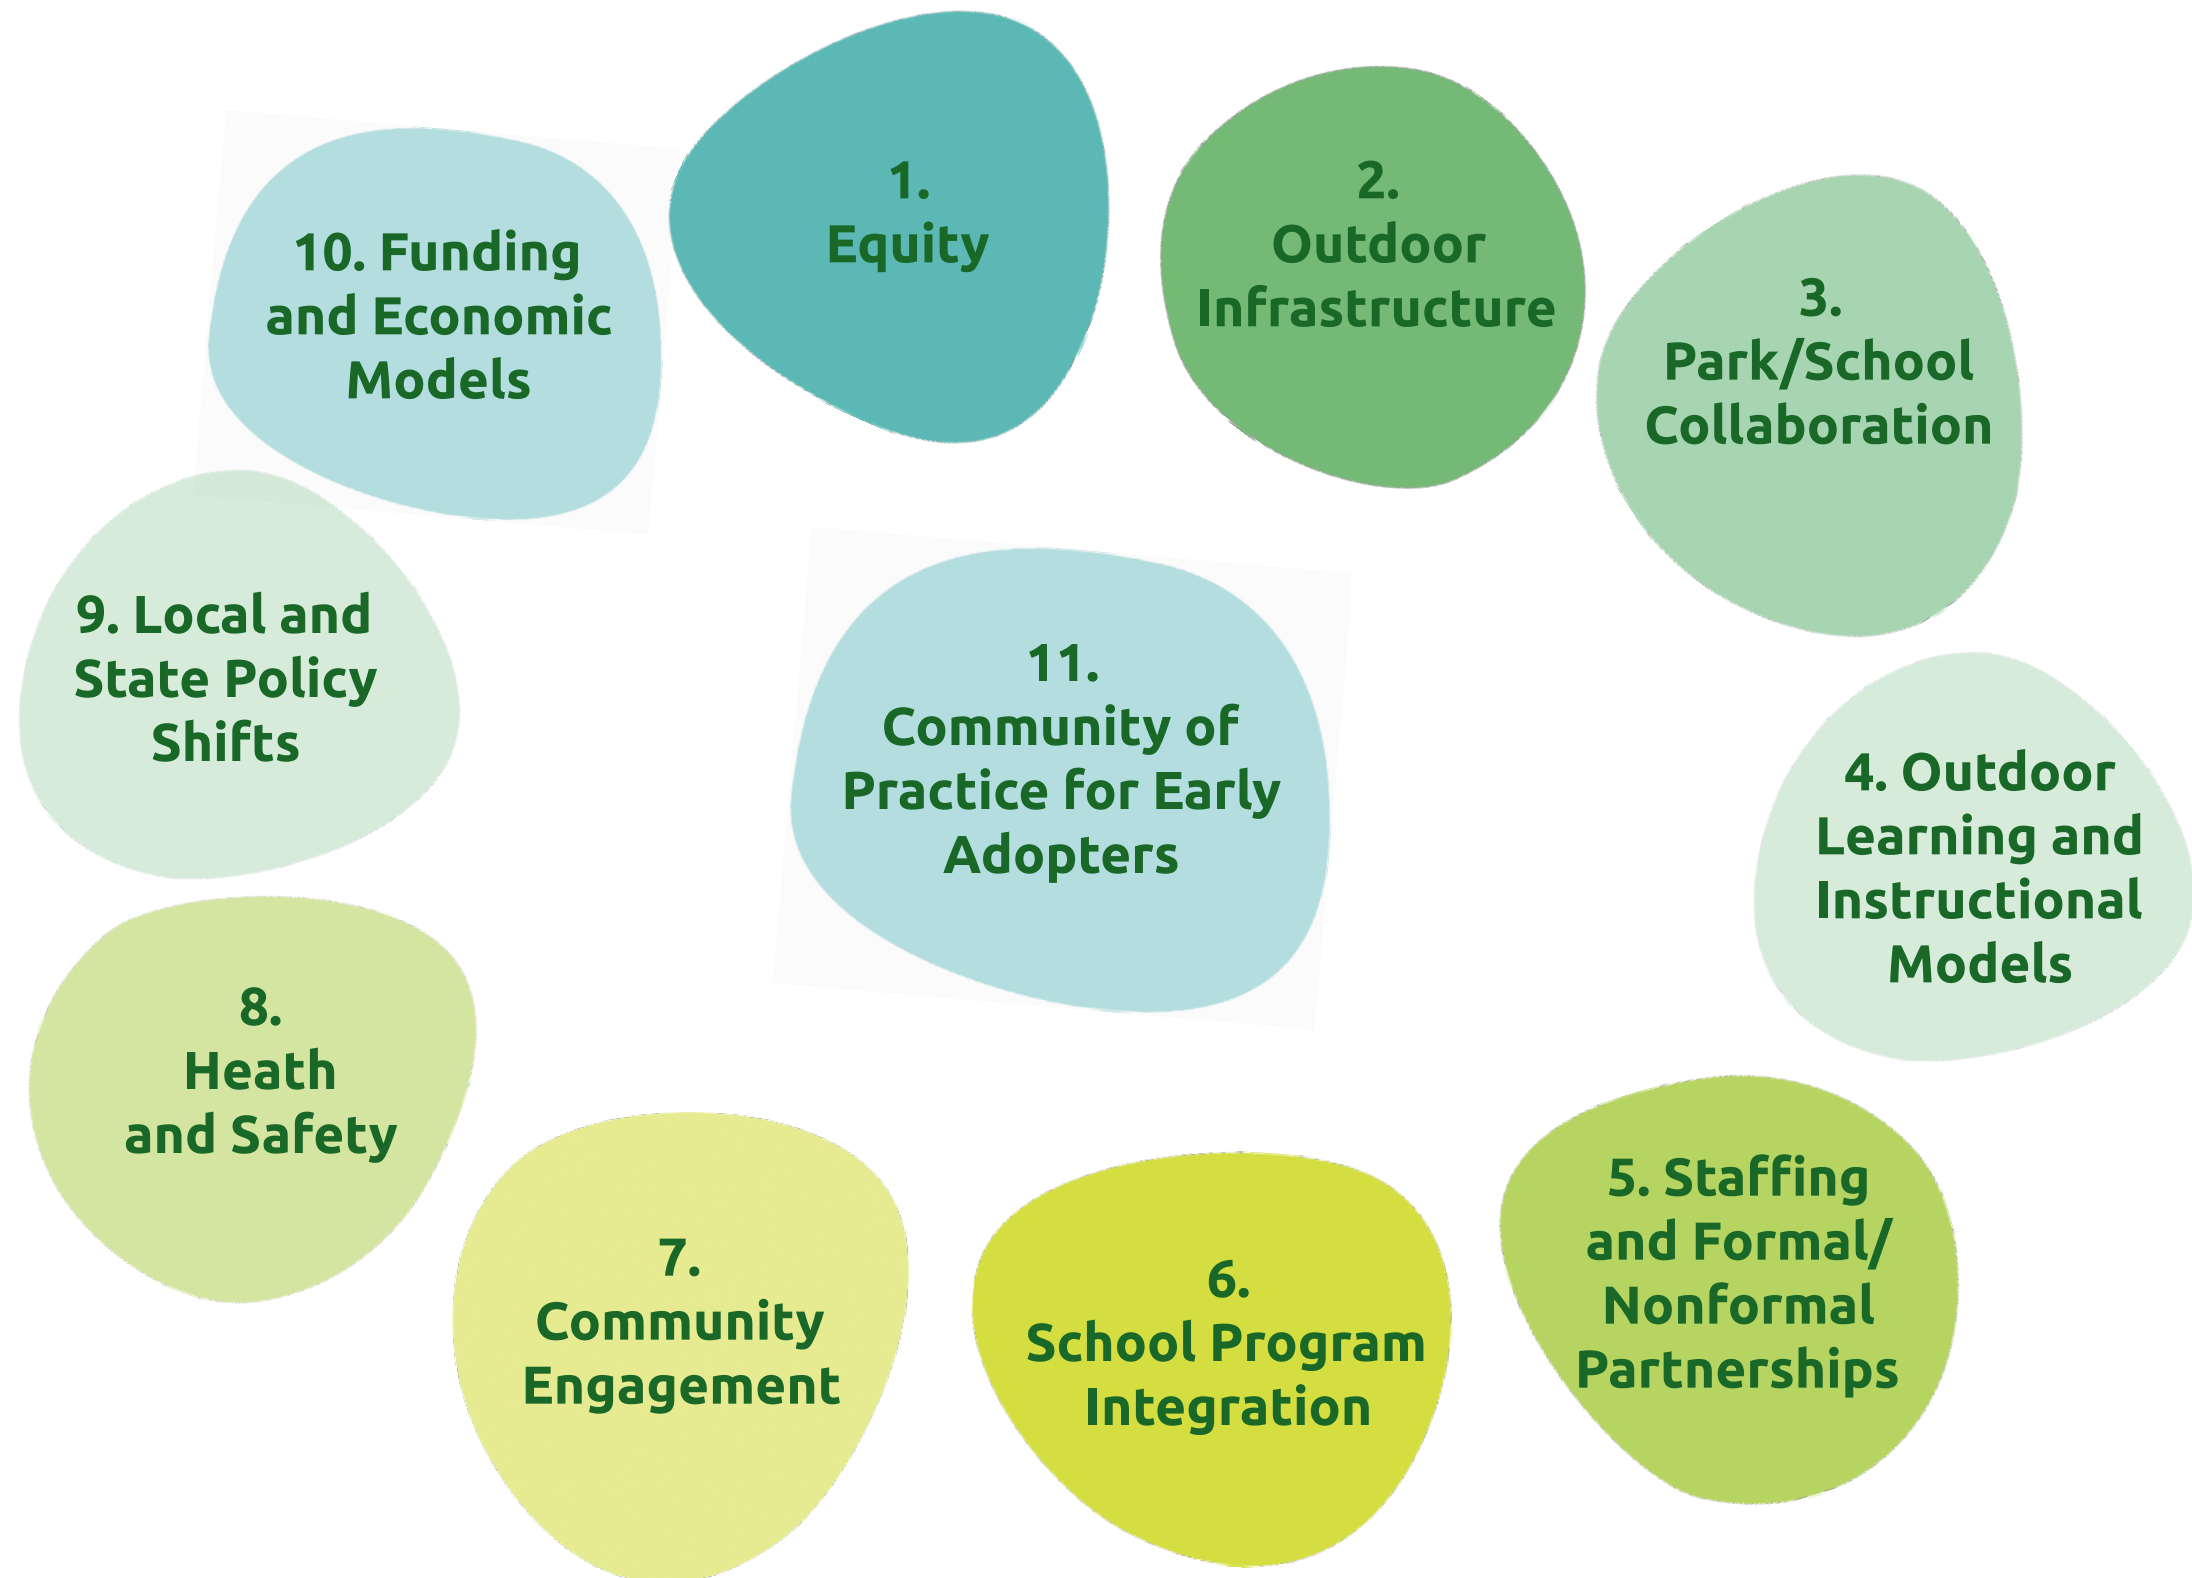 1.
Equity
2.
Outdoor
Infrastructure
3.
Park/School
Collaboration
4. Outdoor
Learning and
Instructional
Models
5. Staffing
and Formal/
Nonformal
Partnerships
6.
School Program
Integration
7.
Community
Engagement
8.
Heath
and Safety
9. Local and
State Policy
Shifts
10. Funding
and Economic
Models
11.
Community of
Practice for Early
Adopters